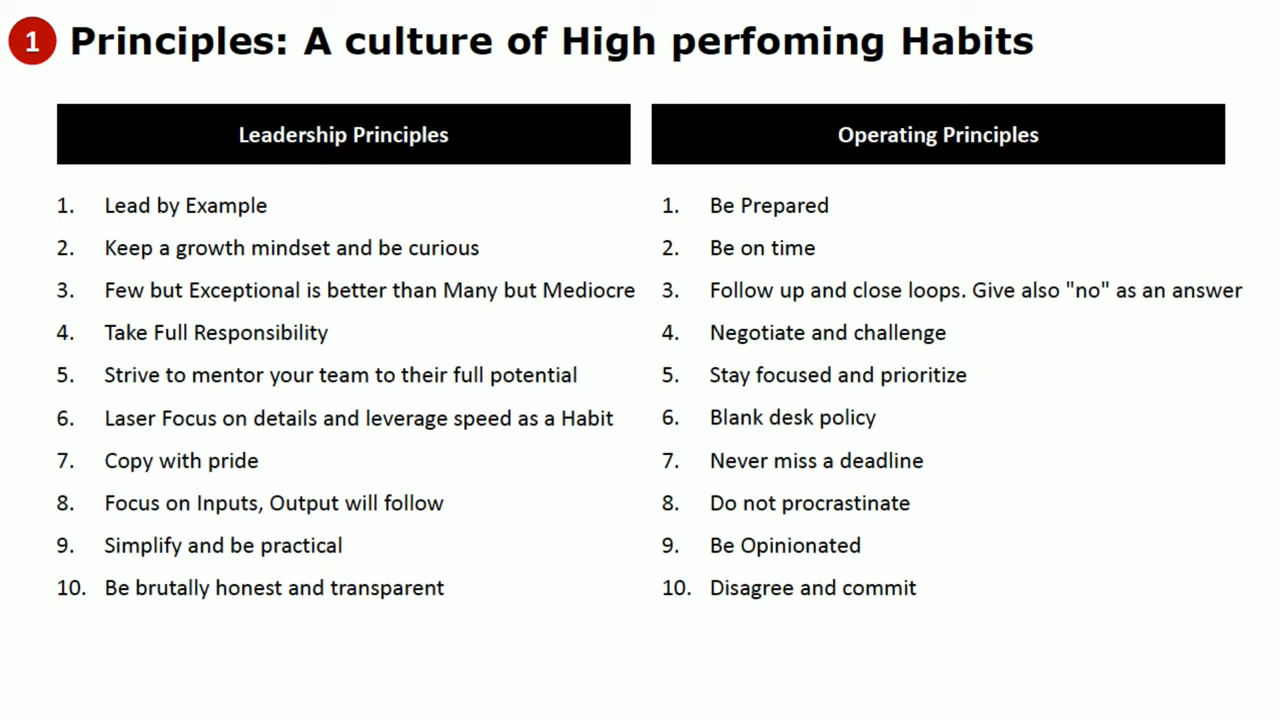 1 Principles: A culture of High perfoming Habits
Leadership Principles
1. Lead by Example
2. Keep a growth mindset and be curious
3. Few but Exceptional is better than Many but Mediocre
4. Take Full Responsibility
5. Strive to mentor your team to their full potential
6. Laser Focus on details and leverage speed as a Habit
7. Copy with pride
8. Focus on Inputs, Output will follow
9. Simplify and be practical
10. Be brutally honest and transparent
Operating Principles
1. Be Prepared
2. Be on time
3. Follow up and close loops. Give also "no" as an answer
4. Negotiate and challenge
5. Stay focused and prioritize
6. Blank desk policy
7. Never miss a deadline
8. Do not procrastinate
9. Be Opinionated
10. Disagree and commit